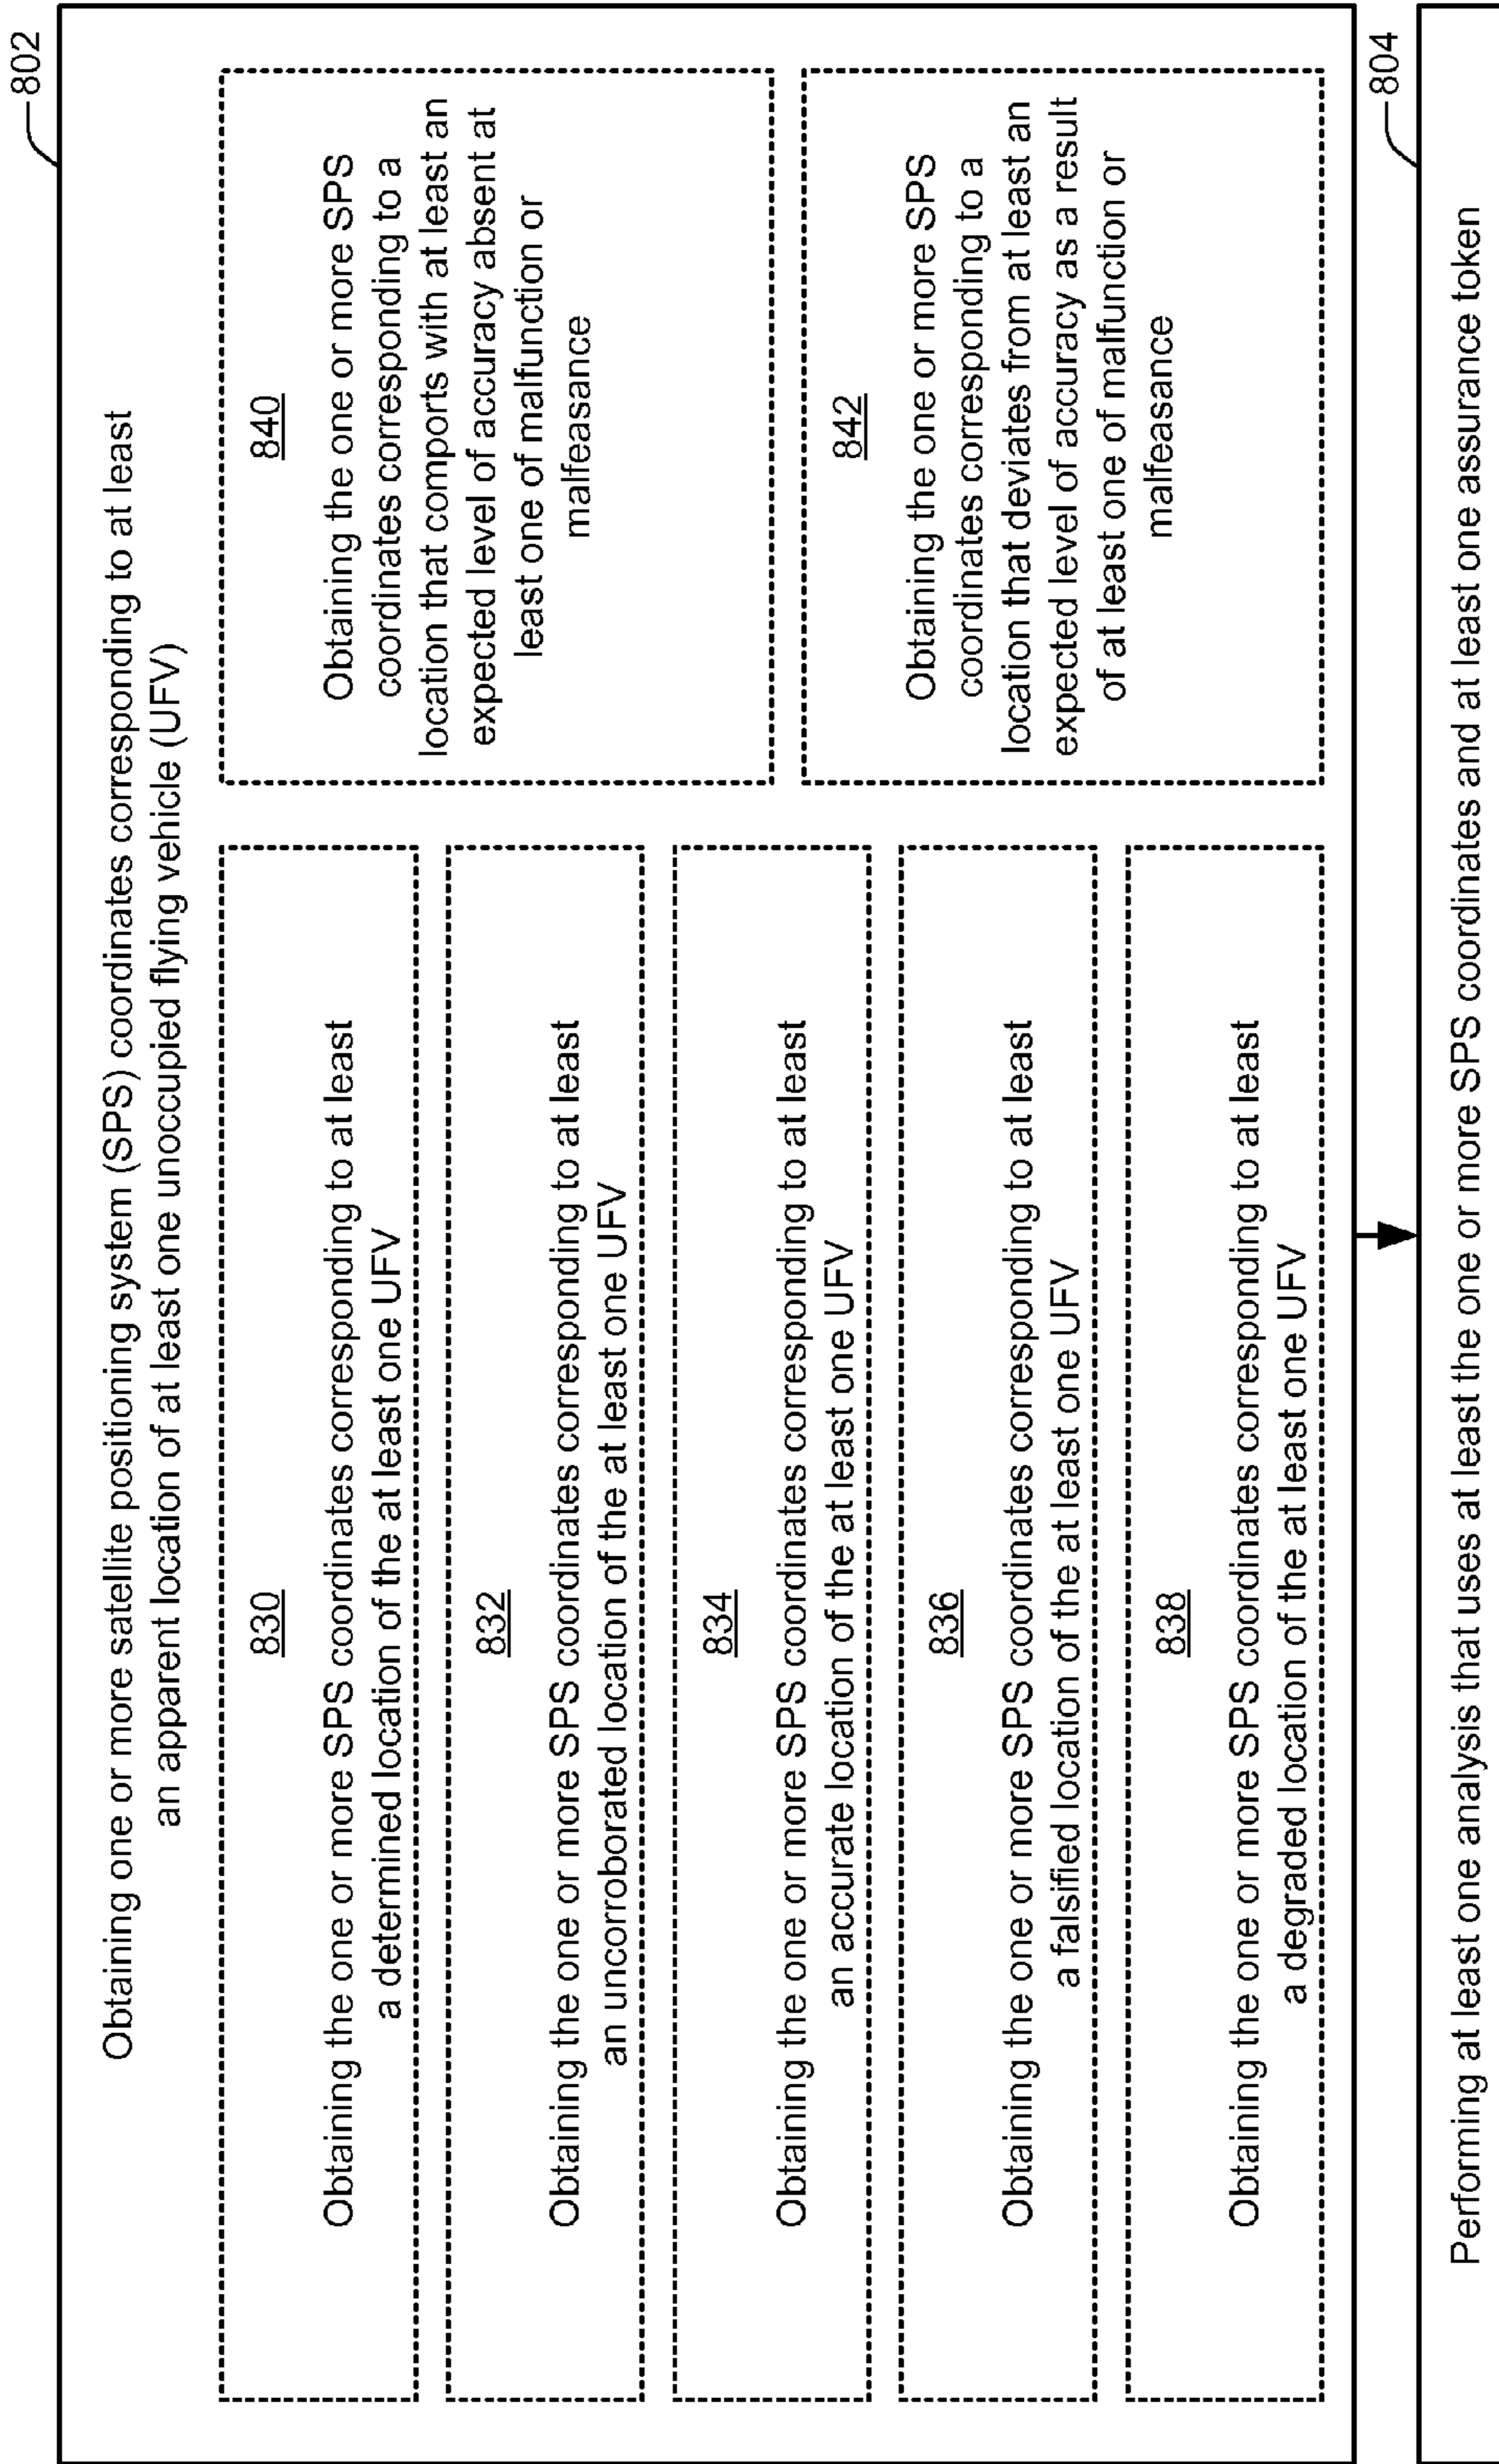 802
Obtaining one or more satellite positioning system (SPS) coordinates corresponding to at least
an apparent location of at least one unoccupied flying vehicle (UFV)
830
Obtaining the one or more SPS coordinates corresponding to at least
a determined location of the at least one UFV
832
Obtaining the one or more SPS coordinates corresponding to at least
an uncorroborated location of the at least one UFV
834
Obtaining the one or more SPS coordinates corresponding to at least
an accurate location of the at least one UFV
836
Obtaining the one or more SPS coordinates corresponding to at least
a falsified location of the at least one UFV
838
Obtaining the one or more SPS coordinates corresponding to at least
a degraded location of the at least one UFV
840
Obtaining the one or more SPS
coordinates corresponding to a
location that comports with at least an
expected level of accuracy absent at
least one of malfunction or
malfeasance
842
Obtaining the one or more SPS
coordinates corresponding to a
location that deviates from at least an
expected level of accuracy as a result
of at least one of malfunction or
malfeasance
804
Performing at least one analysis that uses at least the one or more SPS coordinates and at least one assurance token